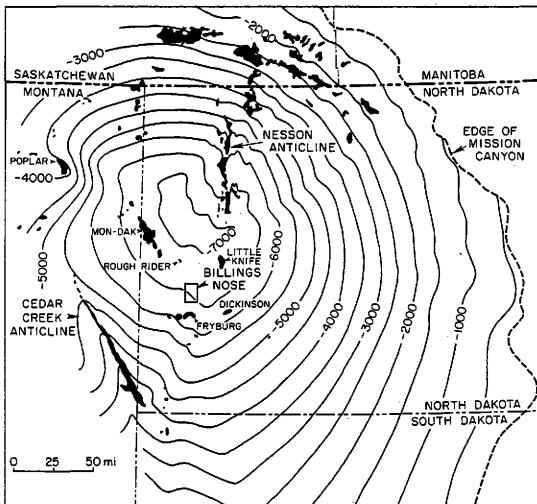 -2000
-3000
SASKATCHEWAN
MANITOBA
MONTANA
NORTH DAKOTA
NESSON
ANTICLINE
EDGE OF
MISSION
CANYON
POPLAR
-4000
MON-DAK
-7000
-6000
LITTLE
KNIFE
ROUGH RIDER
BILLINGS
NOSE
-5000
DICKINSON
FRYBURG
CEDAR
CREEK
ANTICLINE
-5000
-4000
-3000
-2000
-1000
NORTH DAKOTA
SOUTH DAKOTA
0 25 50 mi